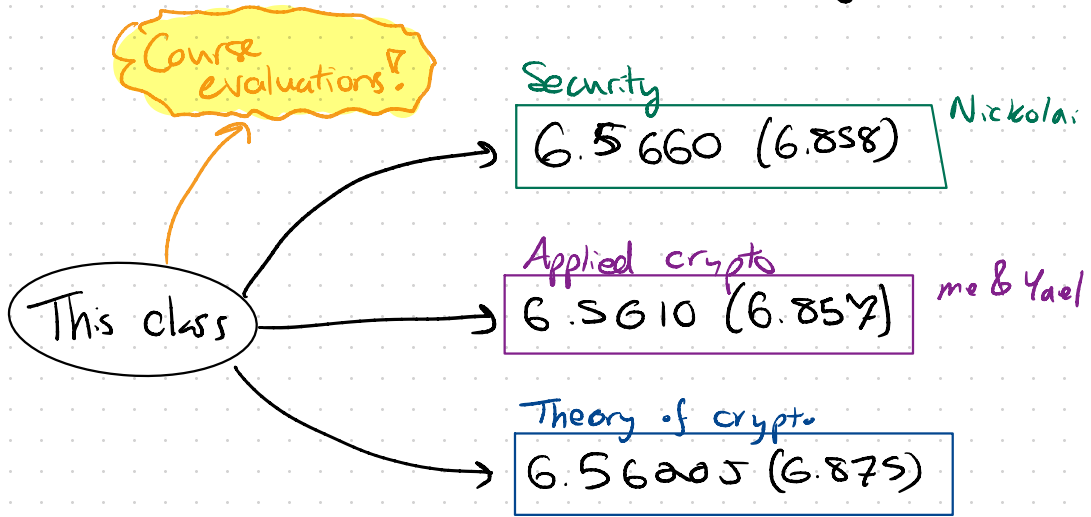 Course
evaluations!
Security
Nickolai
6.5660 (6.858)
This class
Applied crypto
me & Yael
6.5610 (6.857)
Theory of crypto
6.5620J (6.875)